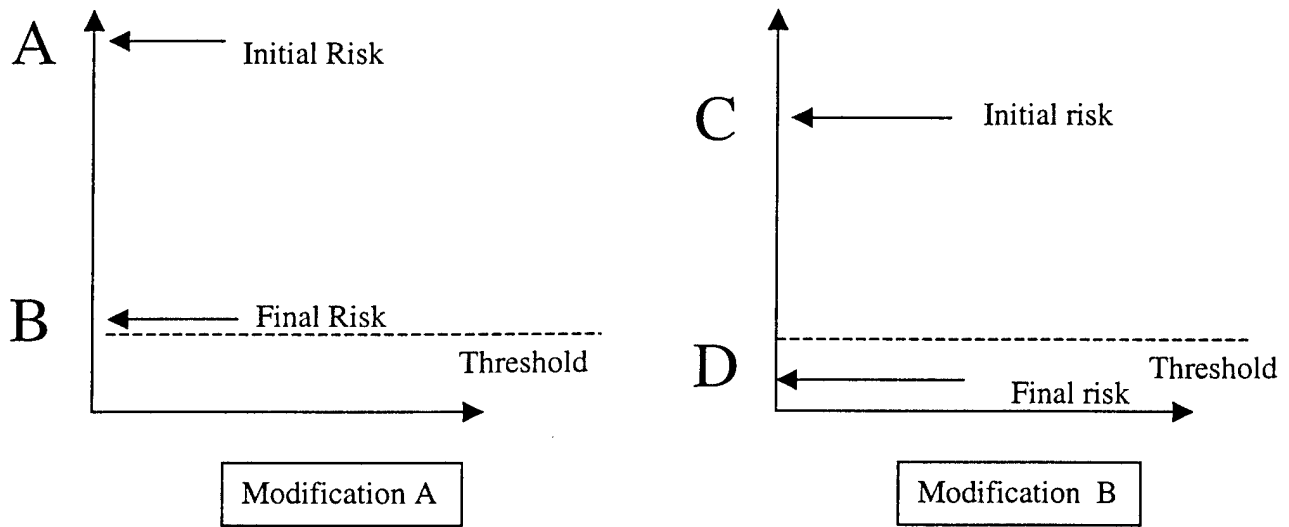 A
Initial Risk
B
Final Risk
Threshold
Modification A
C
Initial risk
D
Threshold
Final risk
Modification B